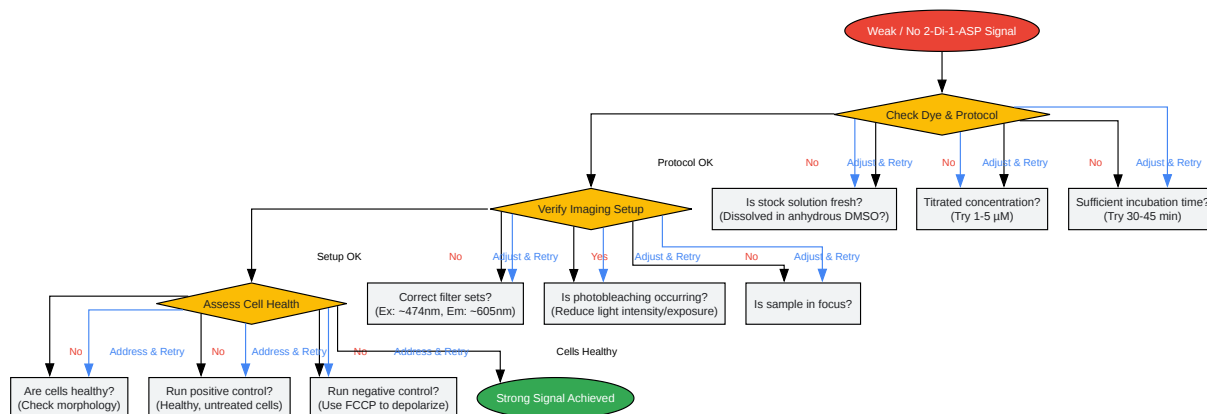 Weak / No 2-Di-1-ASP Signal
Check Dye & Protocol
Protocol OK
No
Adjust & Retry
No
Adjust & Retry
No
Adjust & Retry
Is stock solution fresh?
(Dissolved in anhydrous DMSO?)
Titrated concentration?
(Try 1-5 µM)
Sufficient incubation time?
(Try 30-45 min)
Verify Imaging Setup
Setup OK
No
Adjust & Retry
Yes
Adjust & Retry
No
Adjust & Retry
Correct filter sets?
(Ex: ~474nm, Em: ~605nm)
Is photobleaching occurring?
(Reduce light intensity/exposure)
Is sample in focus?
Assess Cell Health
No
Address & Retry
No
Address & Retry
No
Address & Retry
Cells Healthy
Are cells healthy?
(Check morphology)
Run positive control?
(Healthy, untreated cells)
Run negative control?
(Use FCCP to depolarize)
Strong Signal Achieved